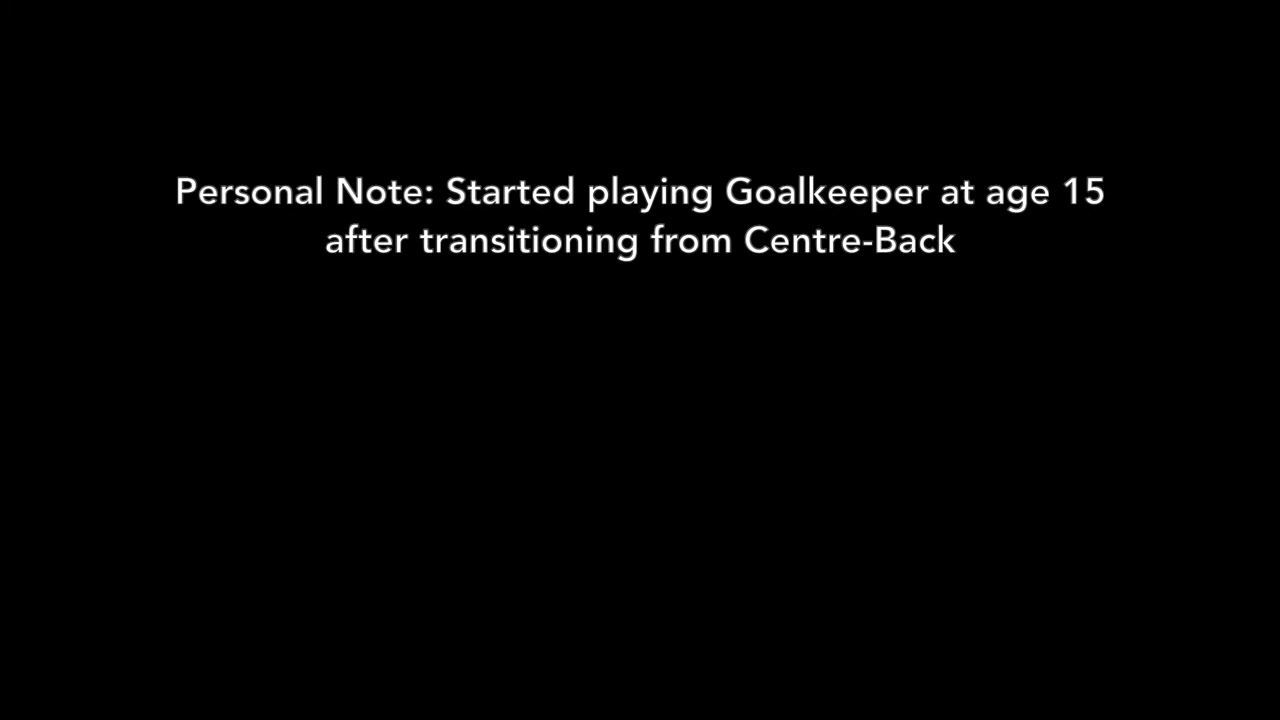 Personal Note: Started playing Goalkeeper at age 15
after transitioning from Centre-Back